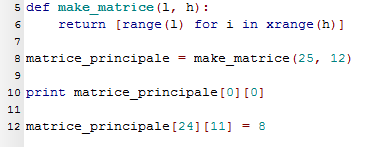 5 def make_matrice(l, h):
6     return [range(l) for i in xrange(h)]
7
8 matrice_principale = make_matrice(25, 12)
9
10 print matrice_principale[0][0]
11
12 matrice_principale[24][11] = 8